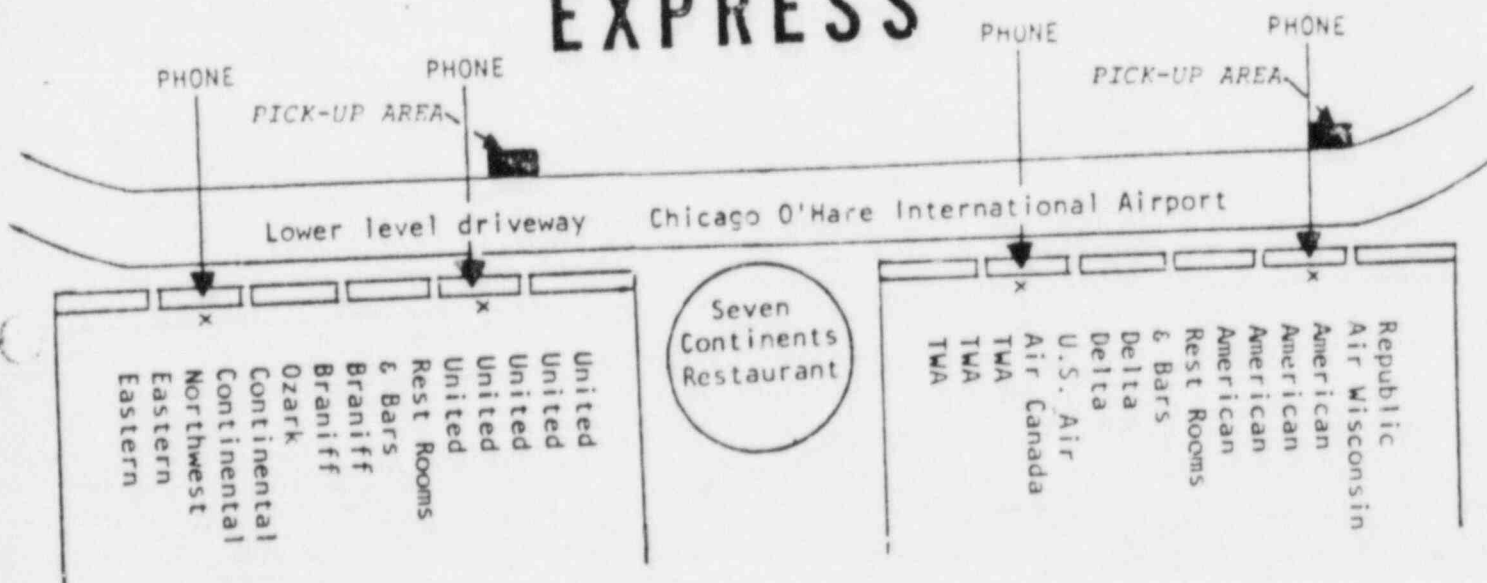 EXPRESS
PHONE
PHONE
PICK-UP AREA
PHONE
PHONE
PICK-UP AREA
Lower level driveway
Chicago O'Hare International Airport
x
x
x
x
Eastern
Eastern
Northwest
Continental
Continental
Ozark
Braniff
Braniff
& Bars
Rest Rooms
United
United
United
United
United
Seven
Continents
Restaurant
TWA
TWA
TWA
Air Canada
U.S. Air
Delta
Delta
& Bars
Rest Rooms
American
American
American
American
Air Wisconsin
Republic